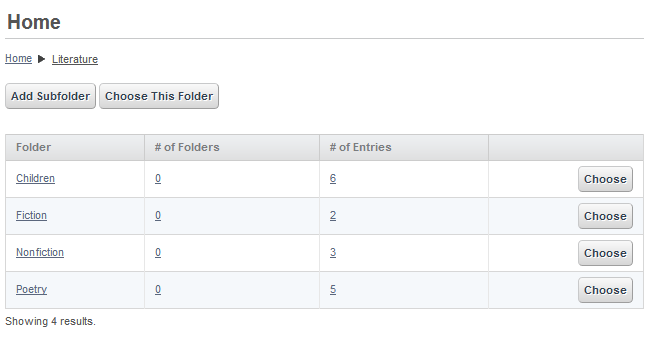 Home
Home Literature
Add Subfolder Choose This Folder
Folder # of Folders # of Entries
Children 0 6 Choose
Fiction 0 2 Choose
Nonfiction 0 3 Choose
Poetry 0 5 Choose
Showing 4 results.